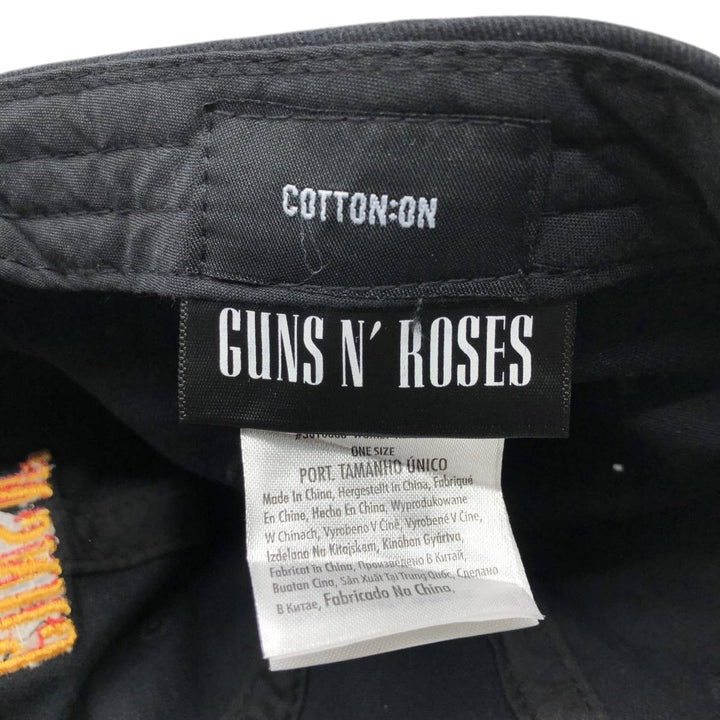 COTTON:ON
GUNS N' ROSES
ONE SIZE
PORT. TAMANHO ÚNICO
Made In China, Hergestellt In China, Fabriqué
En Chine, Hecho En China, Wyprodukowane
W Chinach, Vyrobeno V Číně, Vyrobené V Číne,
Izdelano Na Kitajskem, Kínában Gyártva,
Fabricat in China, Произведено В Китай,
Buatan Cina, Sản Xuất Tại Trung Quốc, Сделано
В Китае, Fabricado Na China.